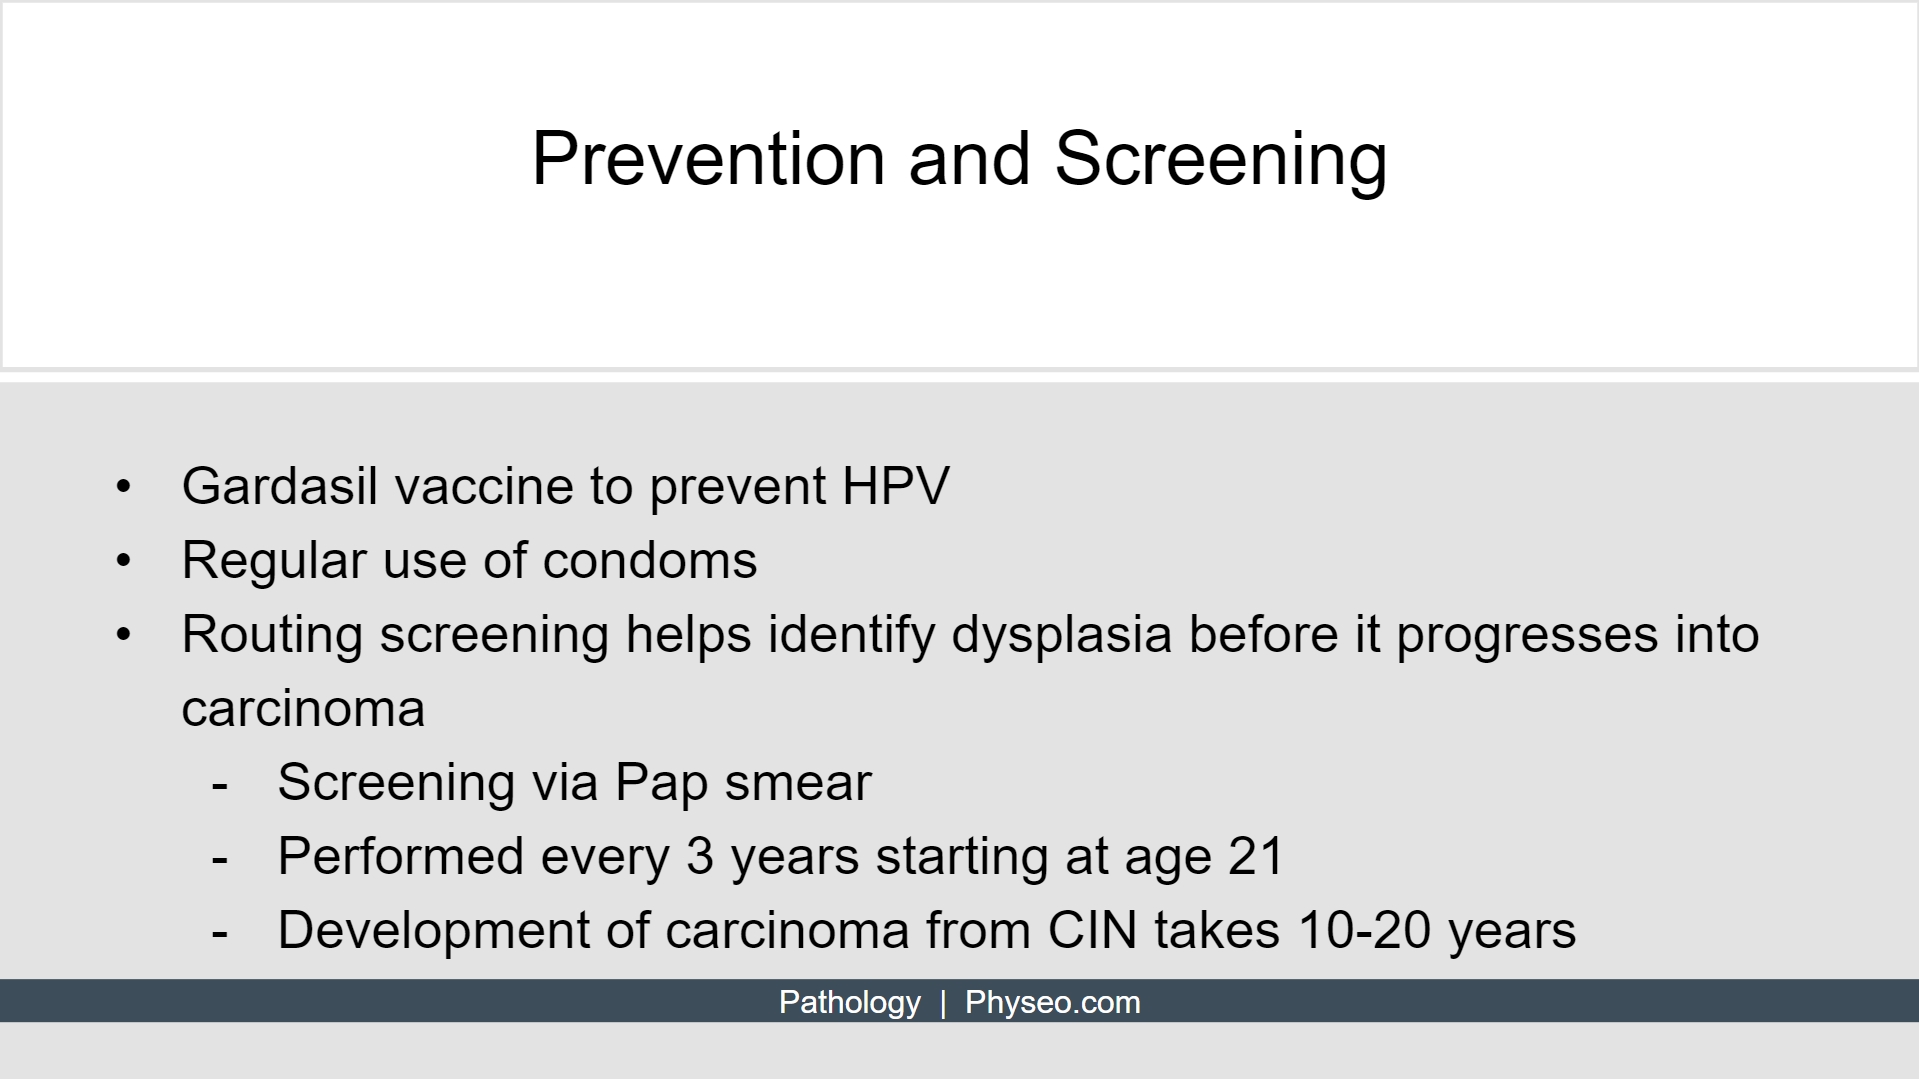 Prevention and Screening
• Gardasil vaccine to prevent HPV
• Regular use of condoms
• Routing screening helps identify dysplasia before it progresses into
carcinoma
- Screening via Pap smear
- Performed every 3 years starting at age 21
- Development of carcinoma from CIN takes 10-20 years
Pathology | Physeo.com